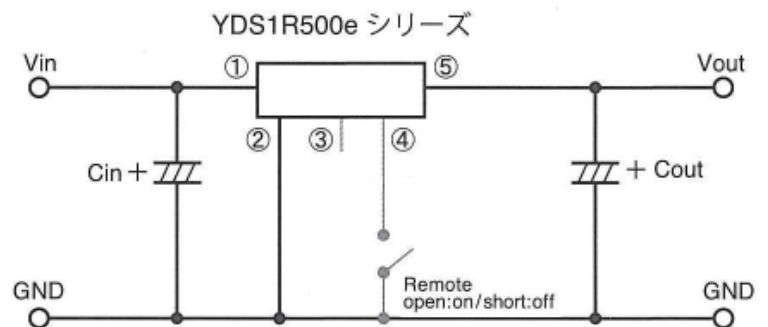 YDS1R500e シリーズ
Vin
①
⑤
Vout
②
③
④
Cin +
+ Cout
GND
Remote
open:on/short:off
GND